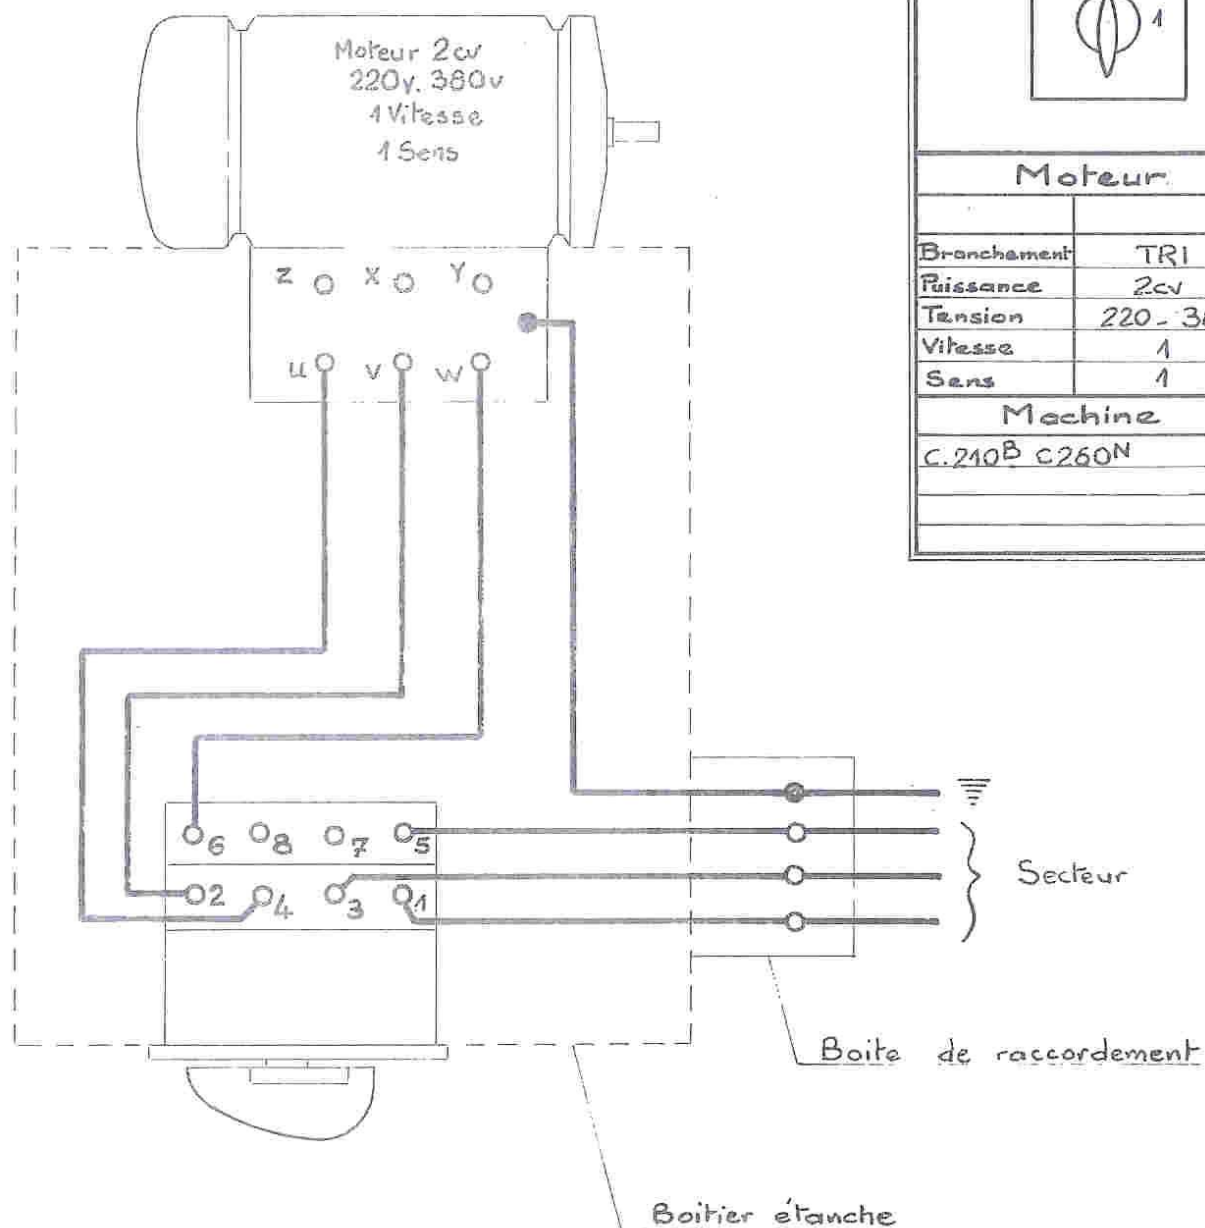 Moteur 2cv
220v. 380v
1 Vitesse
1 Sens
1
Moteur.
Branchement TRI
Puissance 2cv
Tension 220 - 3
Vitesse 1
Sens 1
Machine
C.210B C260N
Z X Y
U V W
6 8 7 5
2 4 3 1
Secteur
Boite de raccordement
Boitier étanche